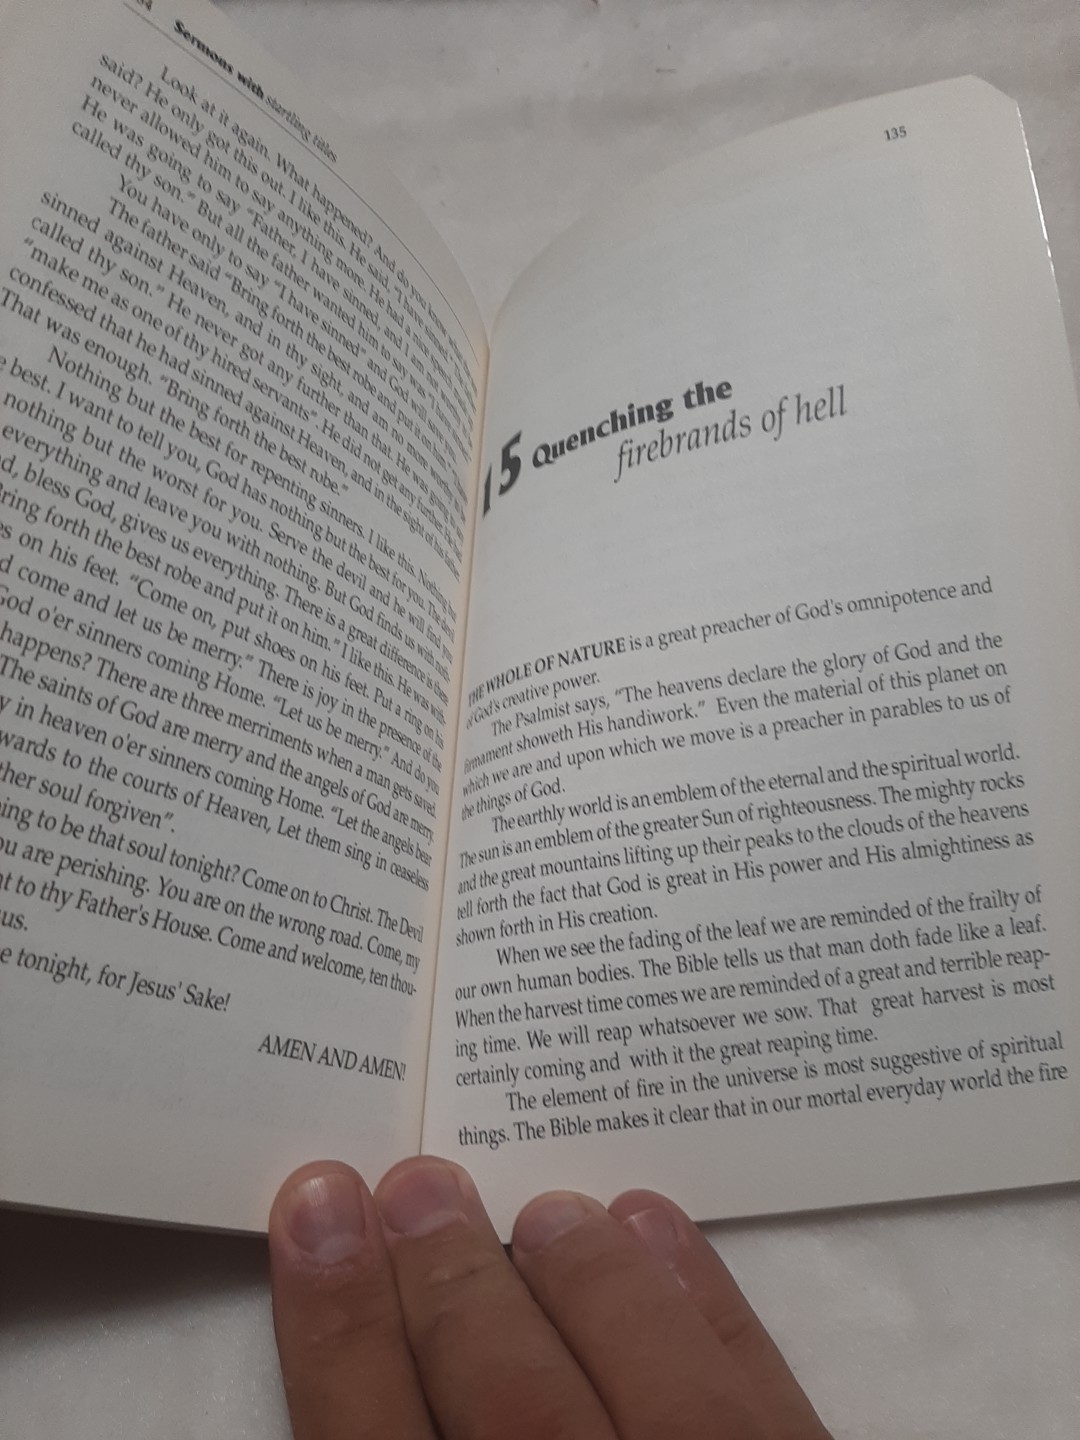 Sermons with startling titles
Look at it again. What happened? And do you know
said? He only got this out. I like this. He said, "I have sinned
never allowed him to say anything more. He had a nice speech
He was going to say "Father, I have sinned, and I am not worthy to be
called thy son." But all the father wanted him to say was "I have sinned".
You have only to say "I have sinned" and God will save you.
The father said "Bring forth the best robe and put it on him."
sinned against Heaven, and in thy sight, and am no more worthy to be
called thy son." He never got any further than that. He was going to say
"make me as one of thy hired servants". He did not get any further. He had
confessed that he had sinned against Heaven, and in the sight of his father.
That was enough. "Bring forth the best robe."
Nothing but the best for repenting sinners. I like this. Nothing but
best. I want to tell you, God has nothing but the best for you. The devil
nothing but the worst for you. Serve the devil and he will find you
everything and leave you with nothing. But God finds us with
bless God, gives us everything. There is a great difference is there
Bring forth the best robe and put it on him." I like this. He was
on his feet. "Come on, put shoes on his feet. Put a ring on his
come and let us be merry." There is joy in the presence of the
God o'er sinners coming Home. "Let us be merry." And do you
happens? There are three merriments when a man gets saved.
The saints of God are merry and the angels of God are merry
in heaven o'er sinners coming Home. "Let the angels bear
to the courts of Heaven, Let them sing in ceaseless
soul forgiven".
to be that soul tonight? Come on to Christ. The Devil
are perishing. You are on the wrong road. Come, my
to thy Father's House. Come and welcome, ten thou-
tonight, for Jesus' Sake!
AMEN AND AMEN!
135
15 Quenching the
firebrands of hell
THE WHOLE OF NATURE is a great preacher of God's omnipotence and
of God's creative power.
The Psalmist says, "The heavens declare the glory of God and the
firmament showeth His handiwork." Even the material of this planet on
which we are and upon which we move is a preacher in parables to us of
the things of God.
The earthly world is an emblem of the eternal and the spiritual world.
The sun is an emblem of the greater Sun of righteousness. The mighty rocks
and the great mountains lifting up their peaks to the clouds of the heavens
tell forth the fact that God is great in His power and His almightiness as
shown forth in His creation.
When we see the fading of the leaf we are reminded of the frailty of
our own human bodies. The Bible tells us that man doth fade like a leaf.
When the harvest time comes we are reminded of a great and terrible reap-
ing time. We will reap whatsoever we sow. That great harvest is most
certainly coming and with it the great reaping time.
The element of fire in the universe is most suggestive of spiritual
things. The Bible makes it clear that in our mortal everyday world the fire